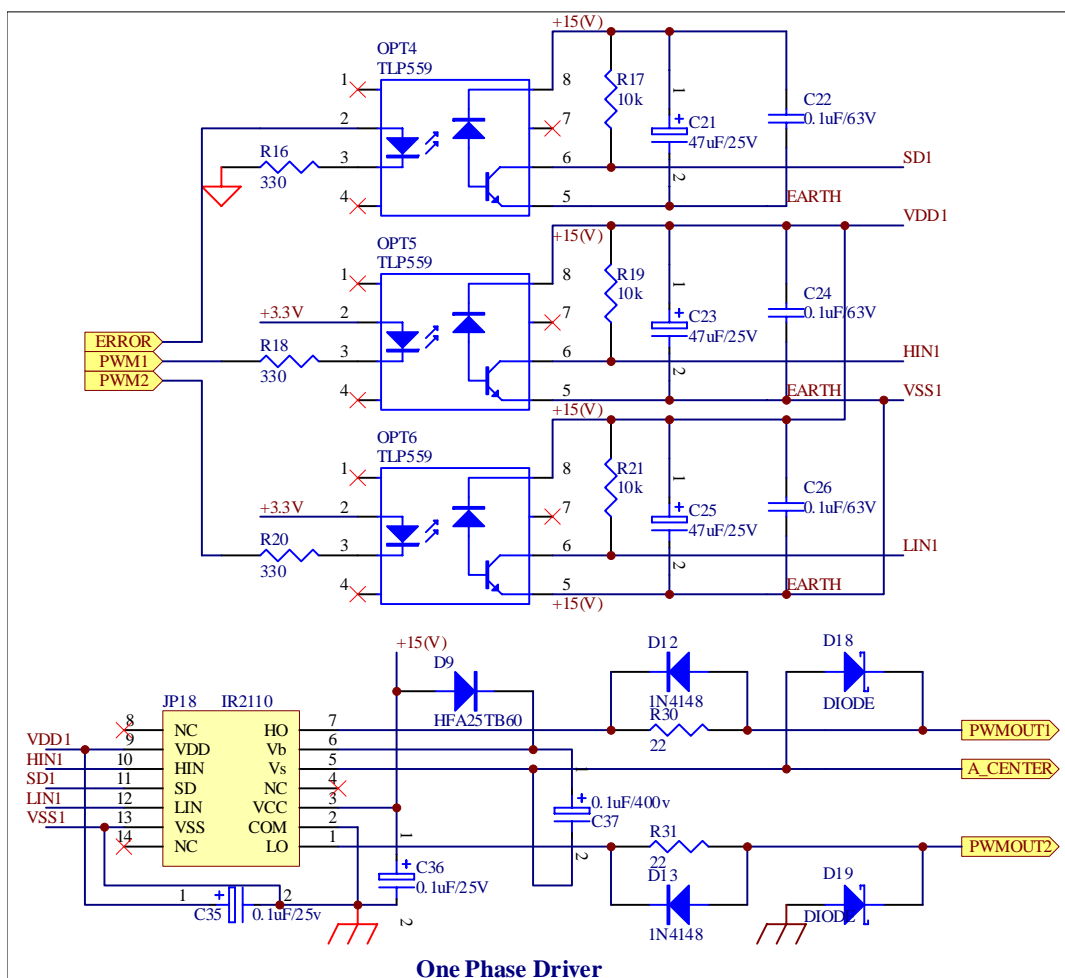 +15(V)
OPT4
TLP559
1
8
1
R17
10k
C22
0.1uF/63V
2
7
+
C21
47uF/25V
R16
330
3
6
2
SD1
4
5
EARTH
VDD1
+15(V)
OPT5
TLP559
1
8
1
R19
10k
C24
0.1uF/63V
+3.3V
2
7
+
C23
47uF/25V
ERROR
PWM1
PWM2
R18
330
3
6
2
HIN1
4
5
EARTH
VSS1
+15(V)
OPT6
TLP559
1
8
1
R21
10k
C26
0.1uF/63V
+3.3V
2
7
+
C25
47uF/25V
R20
330
3
6
2
LIN1
4
5
EARTH
+15(V)
+15(V)
D9
HFA25TB60
D12
1N4148
D18
DIODE
JP18 IR2110
R30
22
8 NC HO 7
VDD1 9 VDD Vb 6
HIN1 10 HIN Vs 5
SD1 11 SD NC 4
LIN1 12 LIN VCC 3
VSS1 13 VSS COM 2
14 NC LO 1
PWMOUT1
A_CENTER
1
+
0.1uF/400v
C37
2
R31
22
PWMOUT2
D13
1N4148
D19
DIODE
1
+
C36
0.1uF/25V
2
1
+
2
C35
0.1uF/25v
One Phase Driver